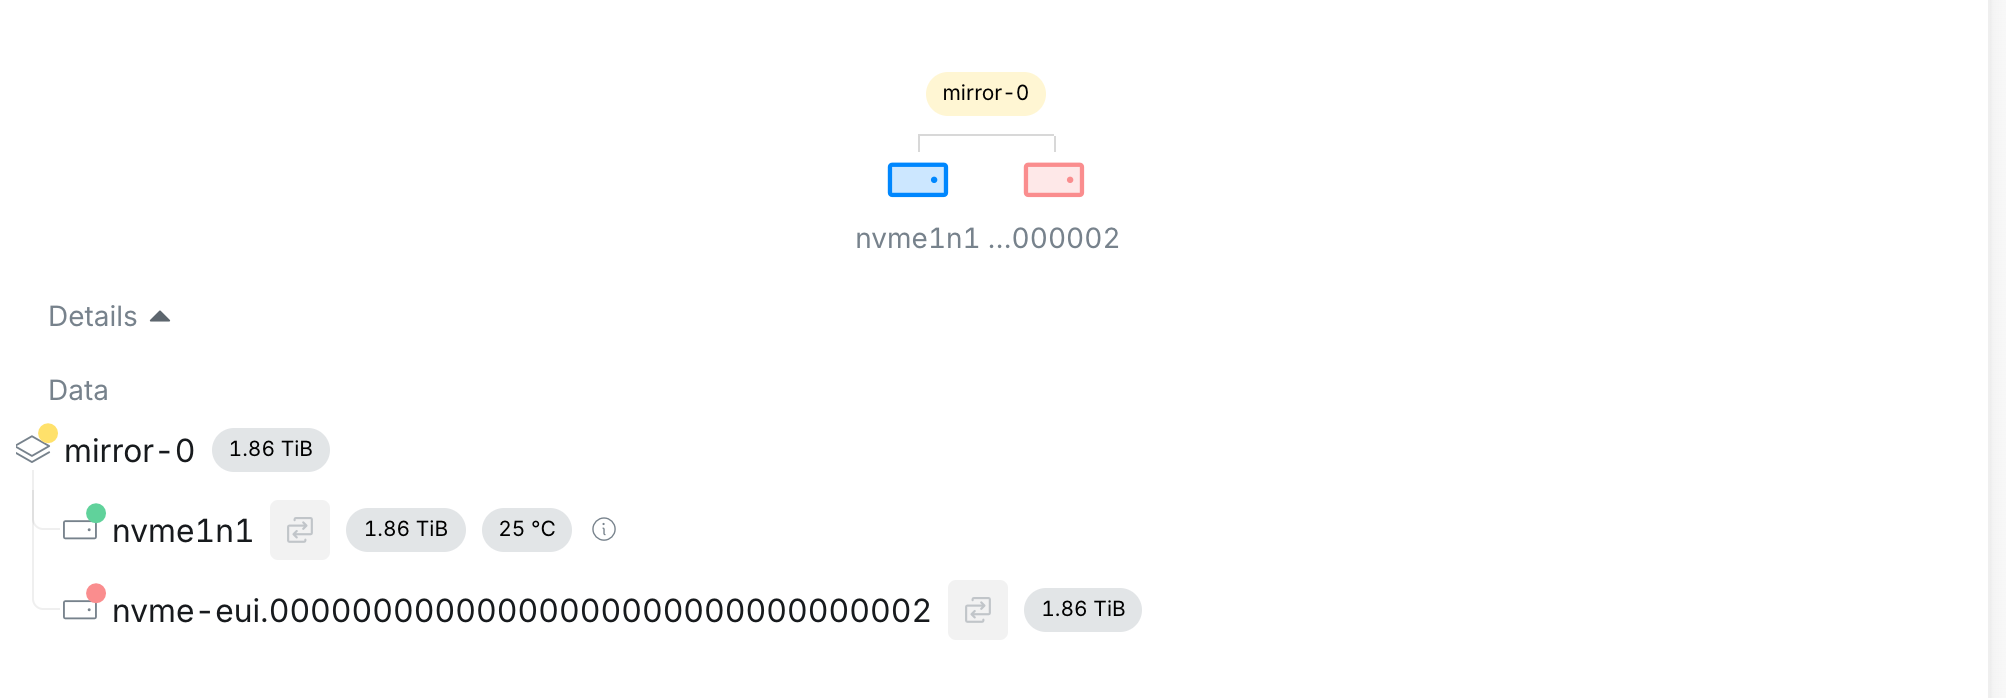 mirror-0
nvme1n1 ...000002
Details
Data
mirror-0 1.86 TiB
nvme1n1 1.86 TiB 25 °C
nvme-eui.00000000000000000000000000000002 1.86 TiB